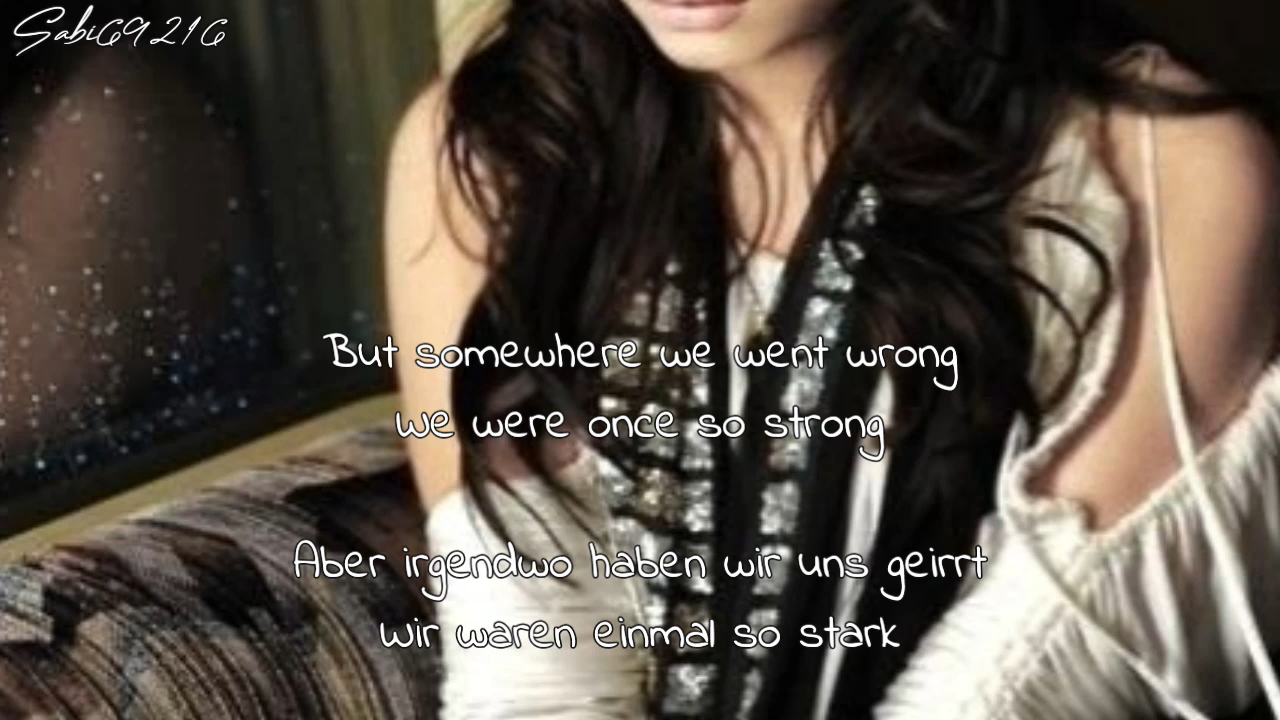 Sabi69216
But somewhere we went wrong
We were once so strong
Aber irgendwo haben wir uns geirrt
Wir waren einmal so stark